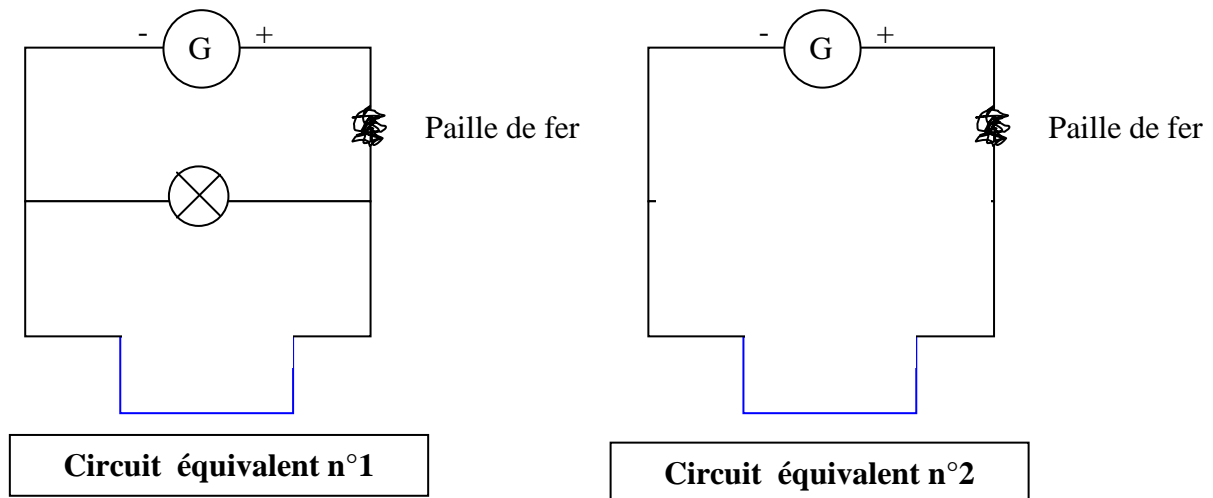 - G +
Paille de fer
Circuit équivalent n°1
- G +
Paille de fer
Circuit équivalent n°2